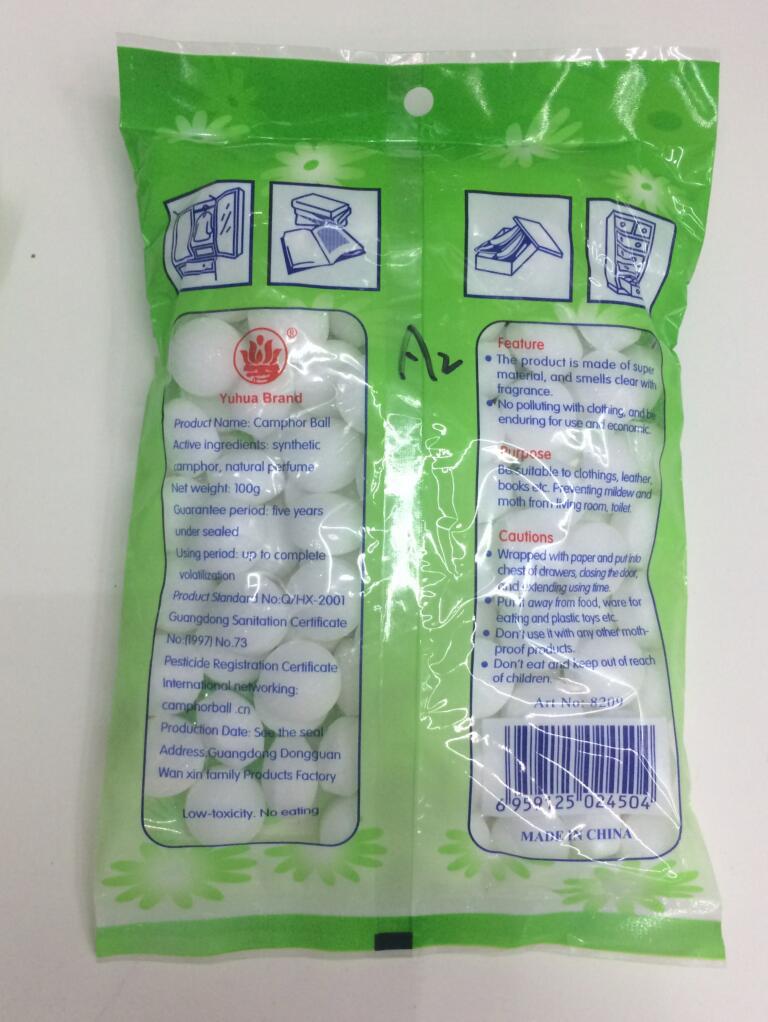 ®
Yuhua Brand
Product Name: Camphor Ball
Active ingredients: synthetic
camphor, natural perfume
Net weight: 100g
Guarantee period: five years
under sealed
Using period: up to complete
volatilization
Product Standard No:Q/HX-2001
Guangdong Sanitation Certificate
No:(1997) No.73
Pesticide Registration Certificate
International networking:
camphorball .cn
Production Date: See the seal
Address:Guangdong Dongguan
Wan xin family Products Factory
Low-toxicity. No eating
A2
Feature
• The product is made of super
material, and smells clear with
fragrance.
• No polluting with clothing, and be
enduring for use and economic.
Purpose
Be suitable to clothings, leather,
books etc. Preventing mildew and
moth from living room, toilet.
Cautions
• Wrapped with paper and put into
chest of drawers, closing the door,
and extending using time.
• Put it away from food, ware for
eating and plastic toys etc.
• Don't use it with any other moth-
proof products.
• Don't eat and keep out of reach
of children.
Art No: 8209
6 959125 024504
MADE IN CHINA